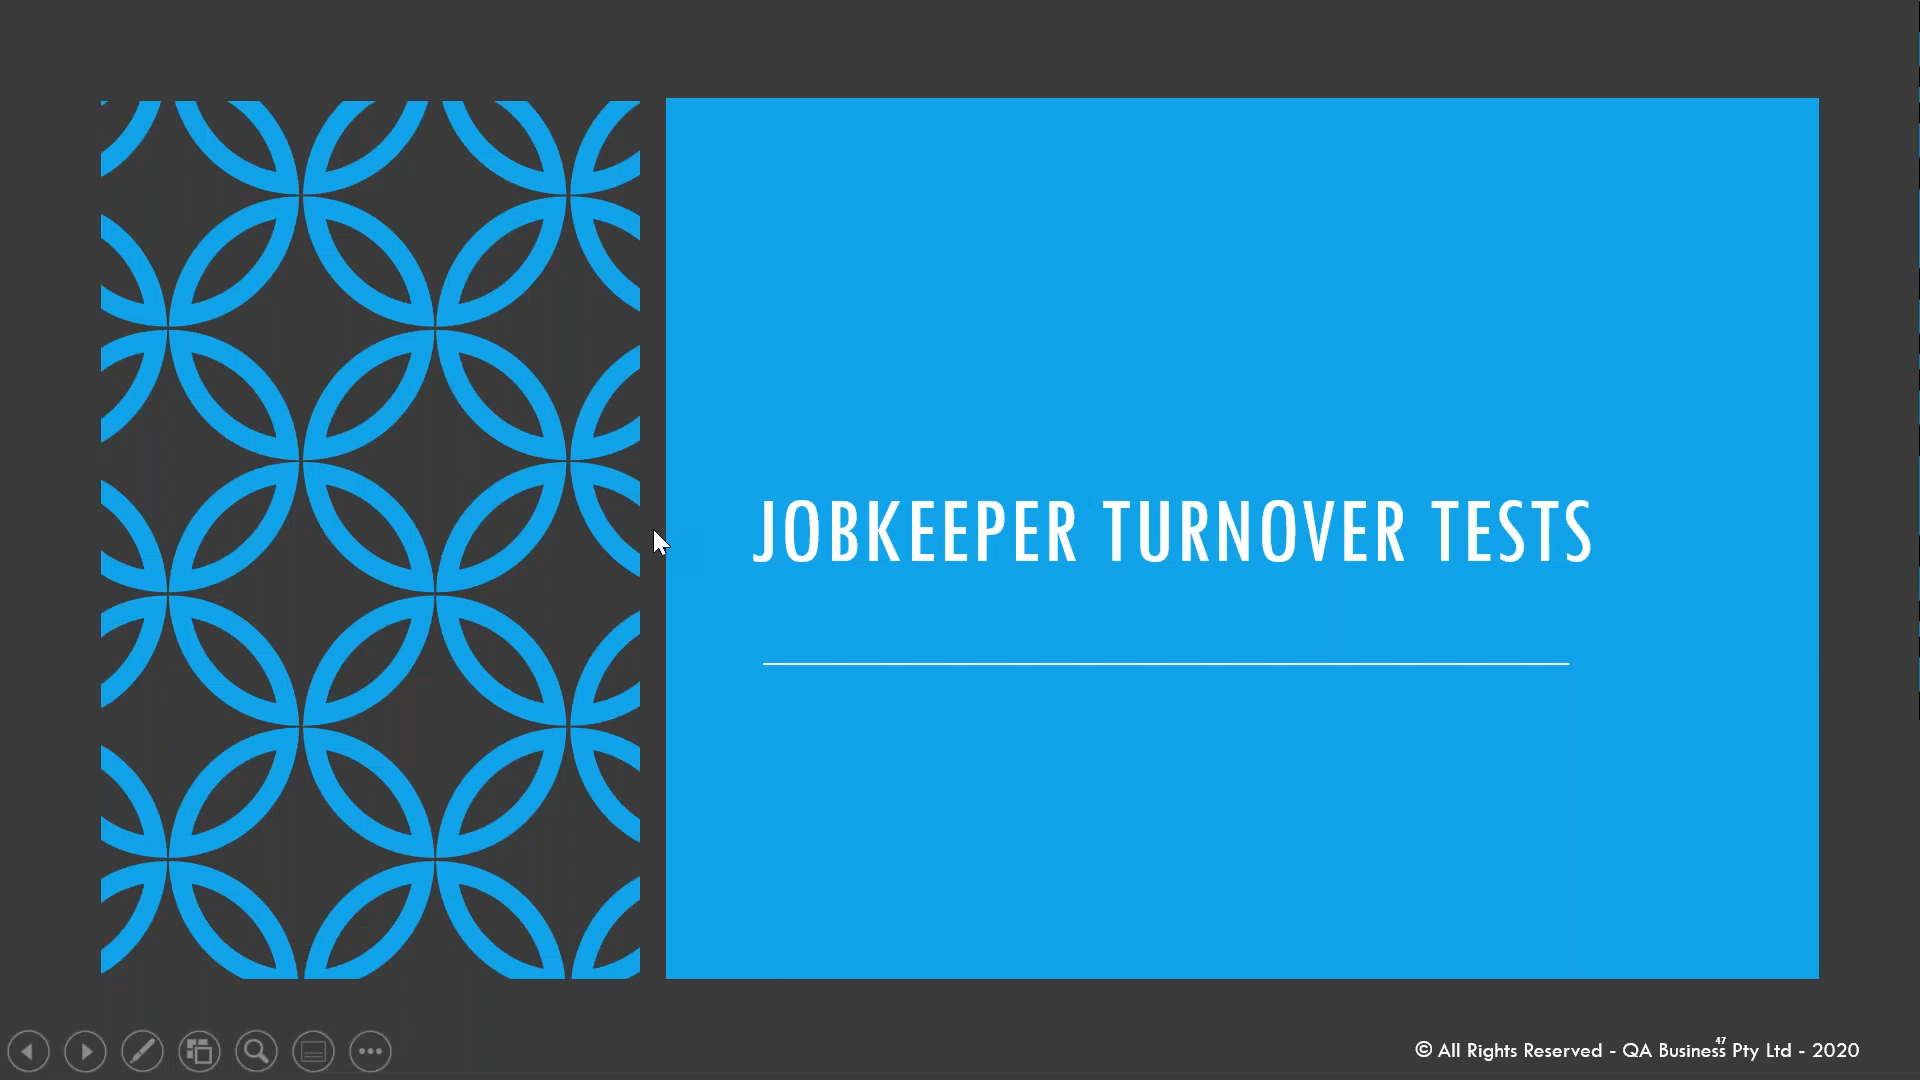 JOBKEEPER TURNOVER TESTS
47
© All Rights Reserved - QA Business Pty Ltd - 2020